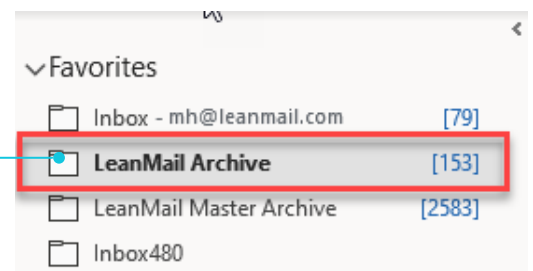 Favorites
Inbox - mh@leanmail.com [79]
LeanMail Archive [153]
LeanMail Master Archive [2583]
Inbox480